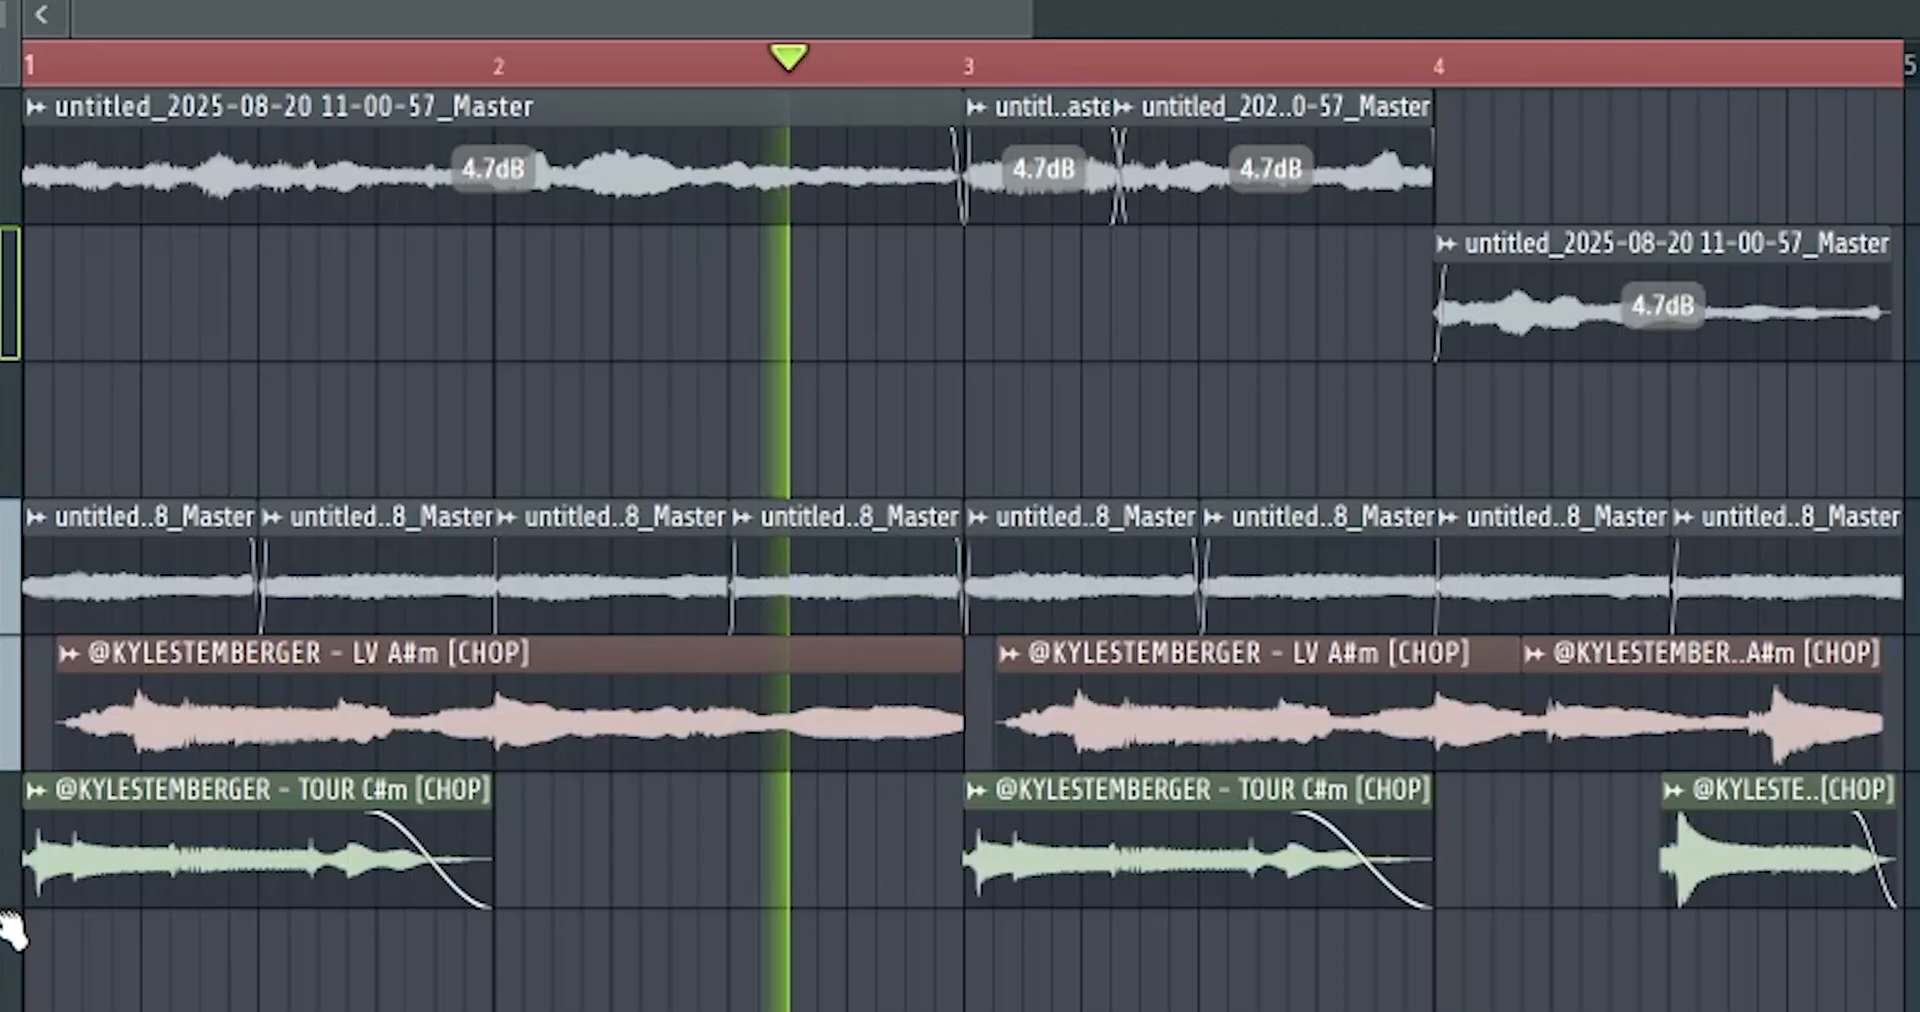 1 2 3 4 5
untitled_2025-08-20 11-00-57_Master untitl..aste untitled_202..0-57_Master
4.7dB 4.7dB 4.7dB
untitled_2025-08-20 11-00-57_Master
4.7dB
untitled..8_Master untitled..8_Master untitled..8_Master untitled..8_Master untitled..8_Master untitled..8_Master untitled..8_Master untitled..8_Master
@KYLESTEMBERGER - LV A#m [CHOP] @KYLESTEMBERGER - LV A#m [CHOP] @KYLESTEMBER..A#m [CHOP]
@KYLESTEMBERGER - TOUR C#m [CHOP] @KYLESTEMBERGER - TOUR C#m [CHOP] @KYLESTE..[CHOP]